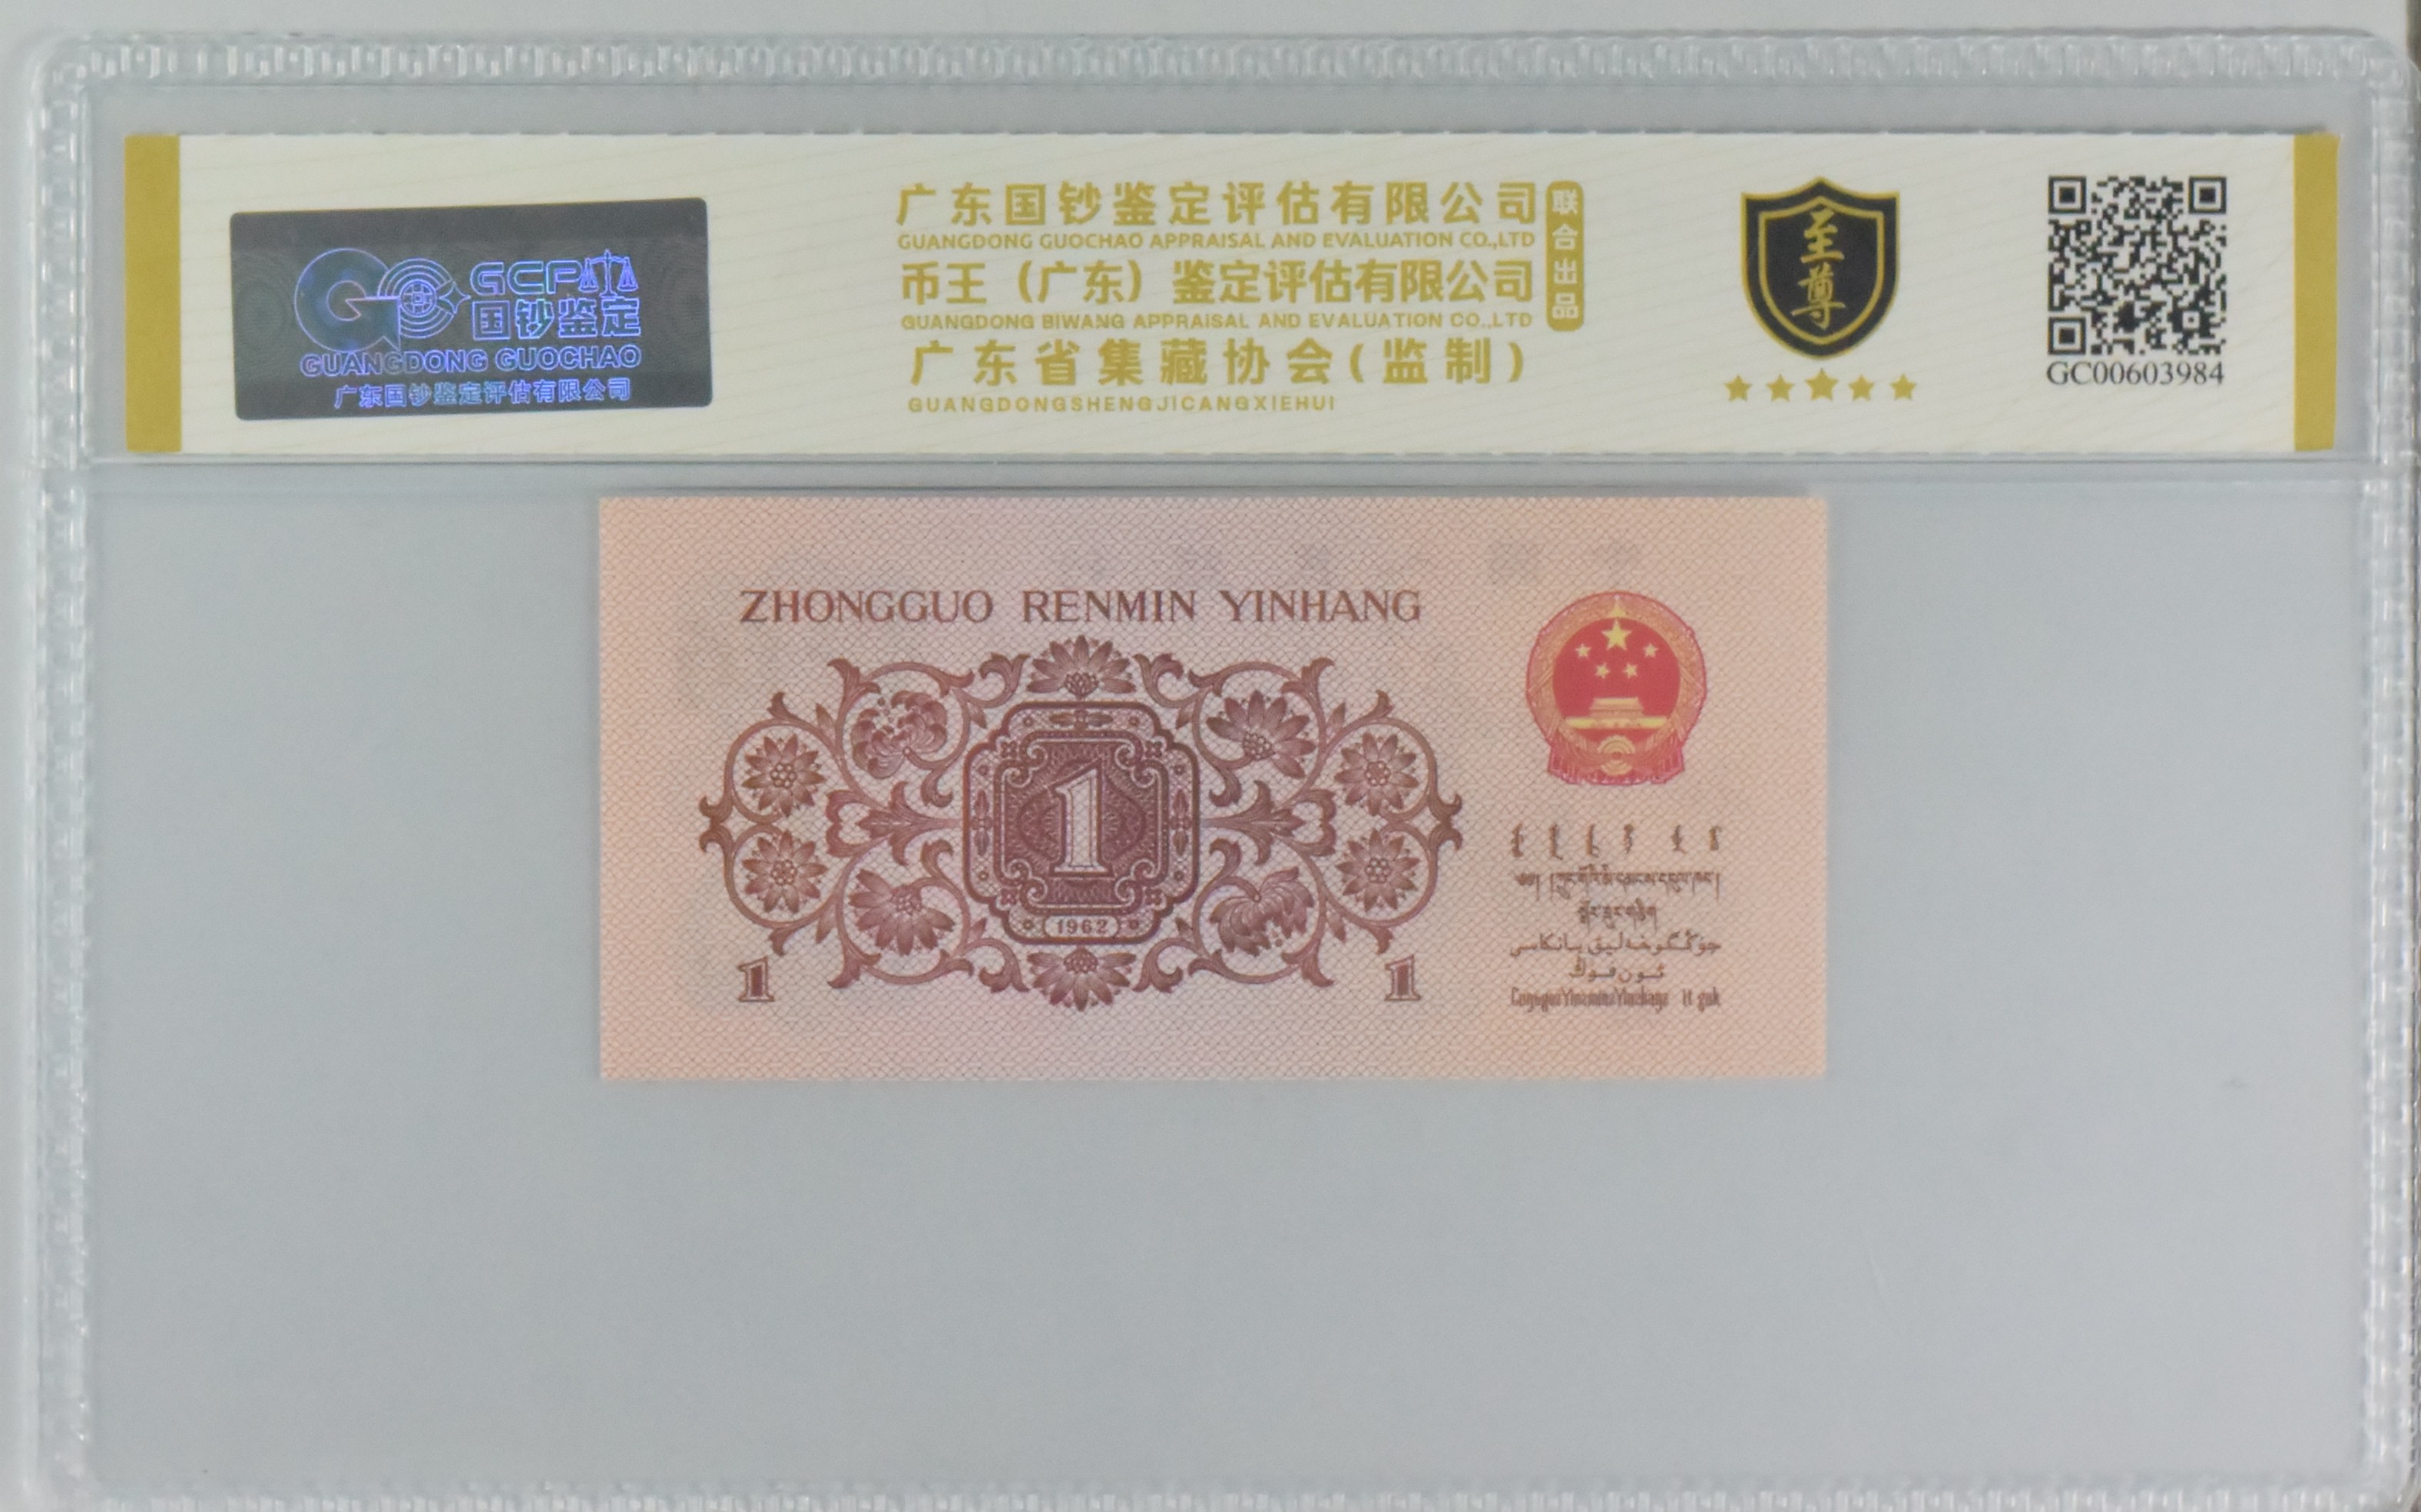 GCP
国钞鉴定
GUANGDONG GUOCHAO
广东国钞鉴定评估有限公司
广东国钞鉴定评估有限公司
GUANGDONG GUOCHAO APPRAISAL AND EVALUATION CO.,LTD
币王（广东）鉴定评估有限公司
GUANGDONG BIWANG APPRAISAL AND EVALUATION CO.,LTD
联合出品
广东省集藏协会(监制)
GUANGDONGSHENGJICANGXIEHUI
至尊
GC00603984
ZHONGGUO RENMIN YINHANG
1
1962
1
1
جۇڭگوخەلىق بانكاسى